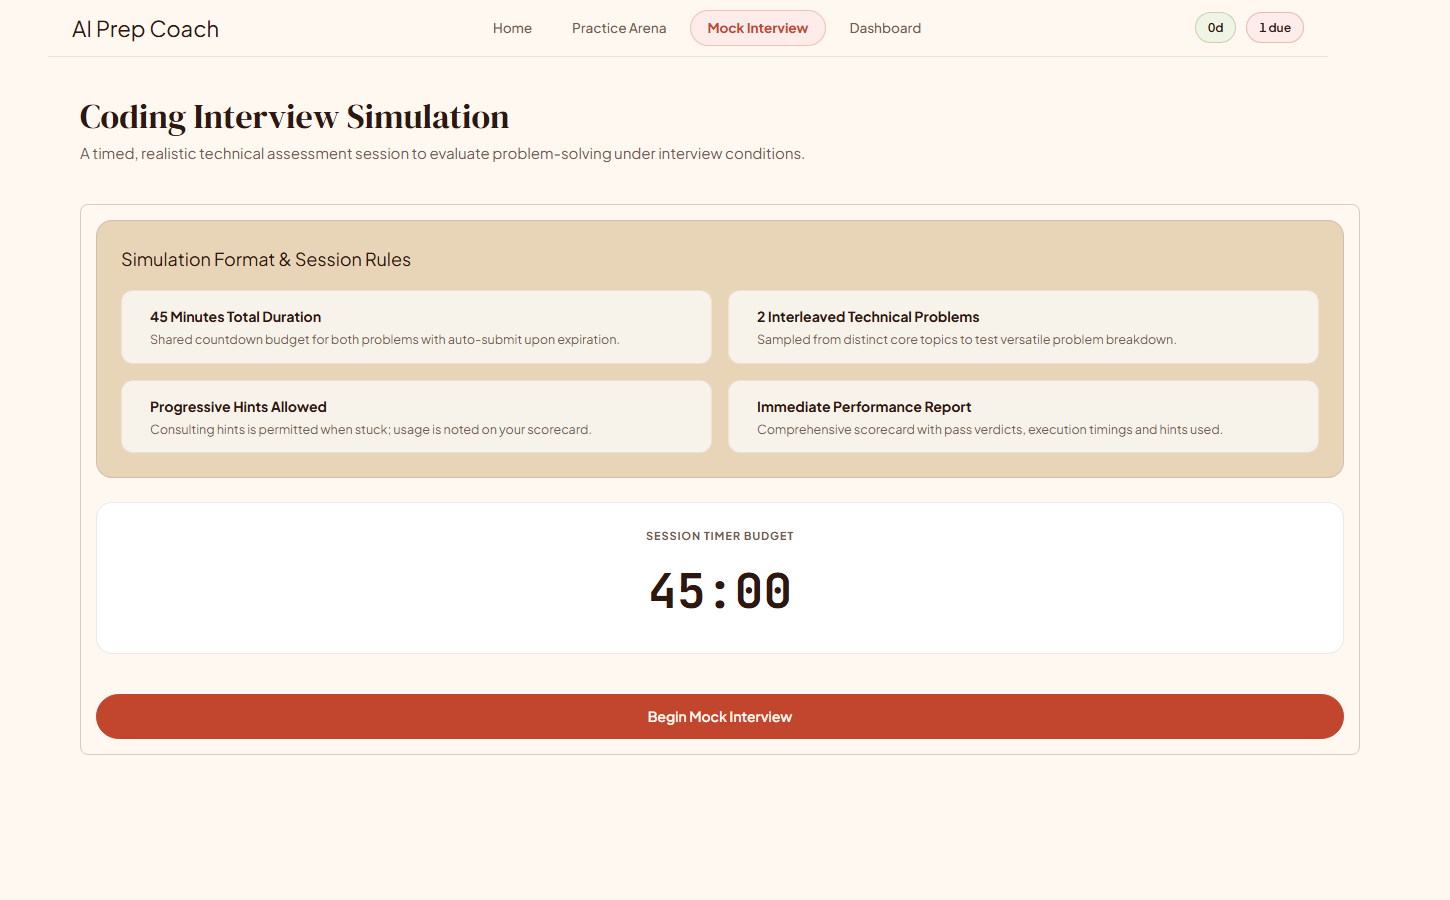 AI Prep Coach
Home
Practice Arena
Mock Interview
Dashboard
0d
1 due
Coding Interview Simulation
A timed, realistic technical assessment session to evaluate problem-solving under interview conditions.
Simulation Format & Session Rules
45 Minutes Total Duration
Shared countdown budget for both problems with auto-submit upon expiration.
2 Interleaved Technical Problems
Sampled from distinct core topics to test versatile problem breakdown.
Progressive Hints Allowed
Consulting hints is permitted when stuck; usage is noted on your scorecard.
Immediate Performance Report
Comprehensive scorecard with pass verdicts, execution timings and hints used.
SESSION TIMER BUDGET
45:00
Begin Mock Interview